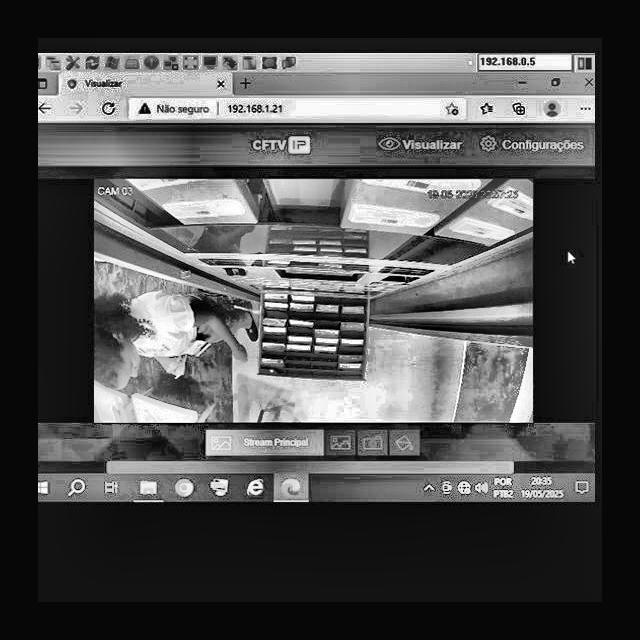 192.168.0.5
Visualizar
Não seguro
192.168.1.21
CFTV IP
Visualizar
Configurações
CAM 03
Stream Principal
POR
20:35
PTB2
19/05/2025